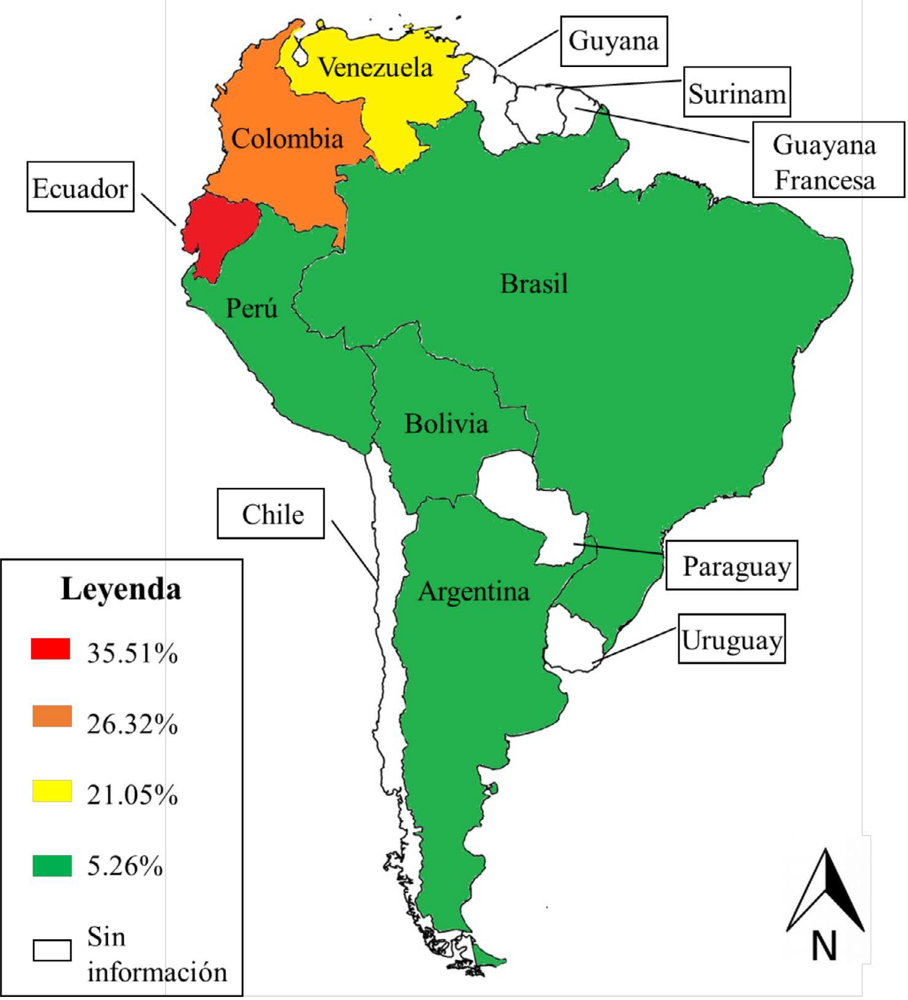 Guyana
Venezuela
Surinam
Colombia
Guayana
Francesa
Ecuador
Brasil
Perú
Bolivia
Chile
Paraguay
Argentina
Uruguay
Leyenda
35.51%
26.32%
21.05%
5.26%
Sin
información
N